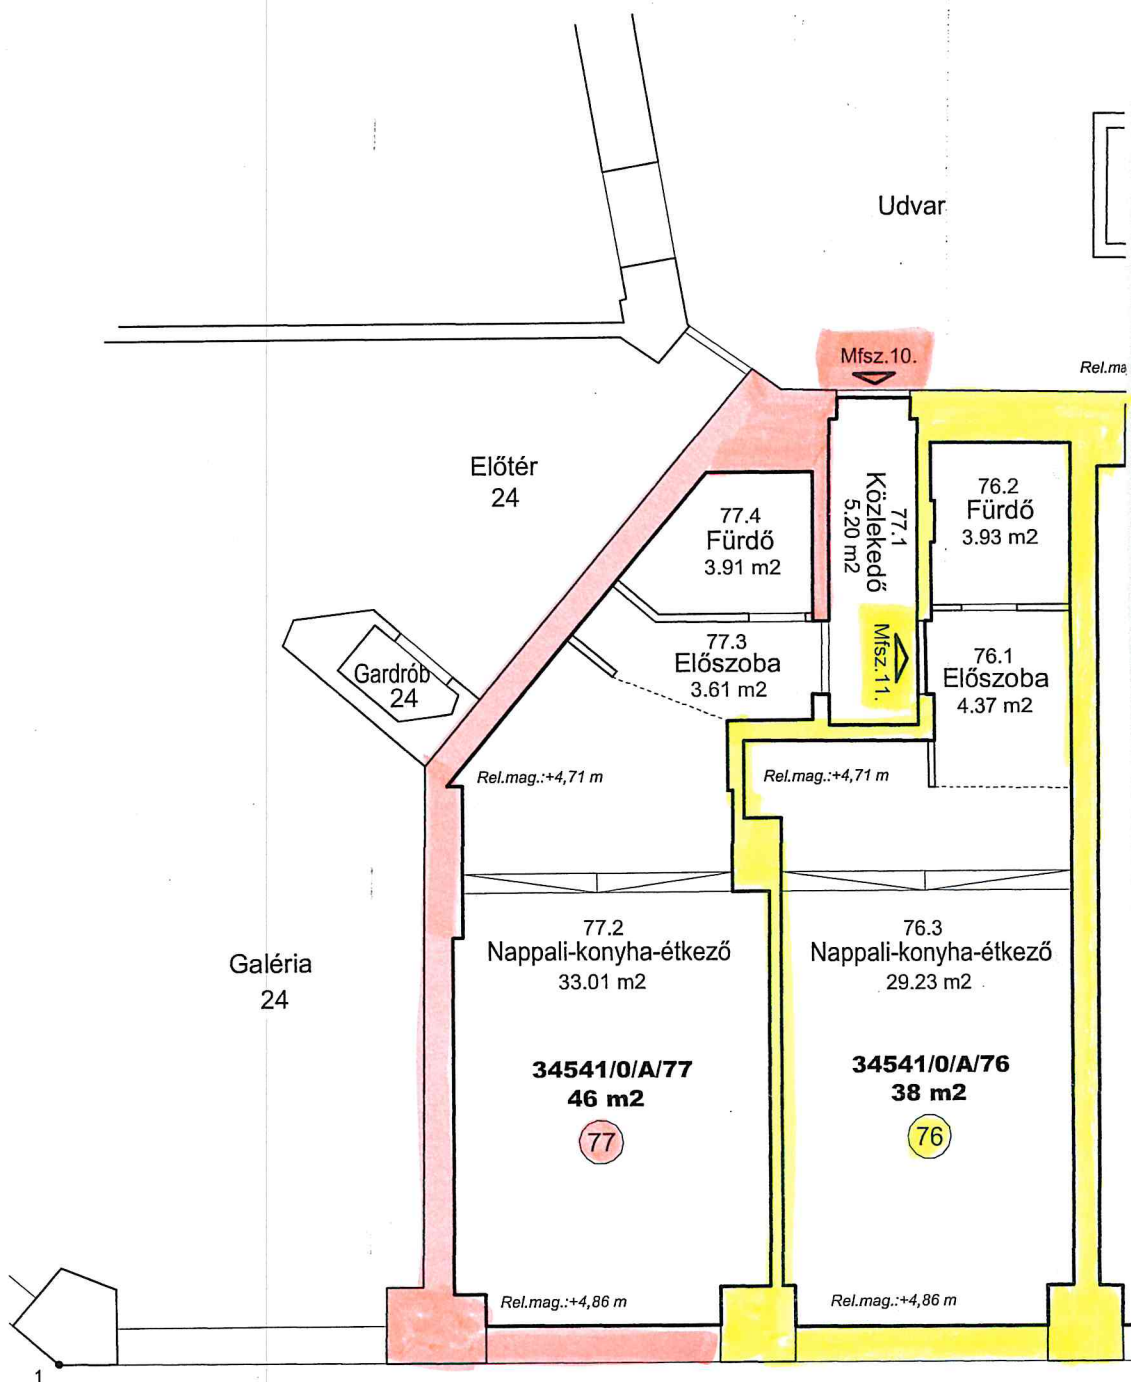 Udvar
Mfsz.10.
Rel.ma
Előtér
24
77.1
Közlekedő
5.20 m2
76.2
Fürdő
3.93 m2
77.4
Fürdő
3.91 m2
77.3
Előszoba
3.61 m2
Mfsz.11.
76.1
Előszoba
4.37 m2
Gardrób
24
Rel.mag.:+4,71 m
Rel.mag.:+4,71 m
77.2
Nappali-konyha-étkező
33.01 m2
76.3
Nappali-konyha-étkező
29.23 m2
Galéria
24
34541/0/A/77
46 m2
77
34541/0/A/76
38 m2
76
Rel.mag.:+4,86 m
Rel.mag.:+4,86 m
1